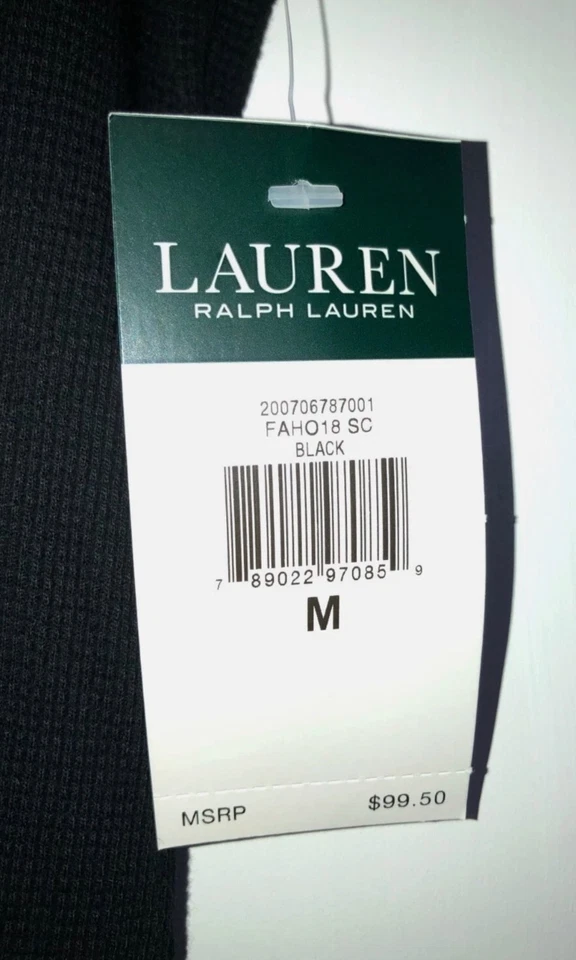 LAUREN
RALPH LAUREN
200706787001
FAHO18 SC
BLACK
7 89022 97085 9
M
MSRP $99.50